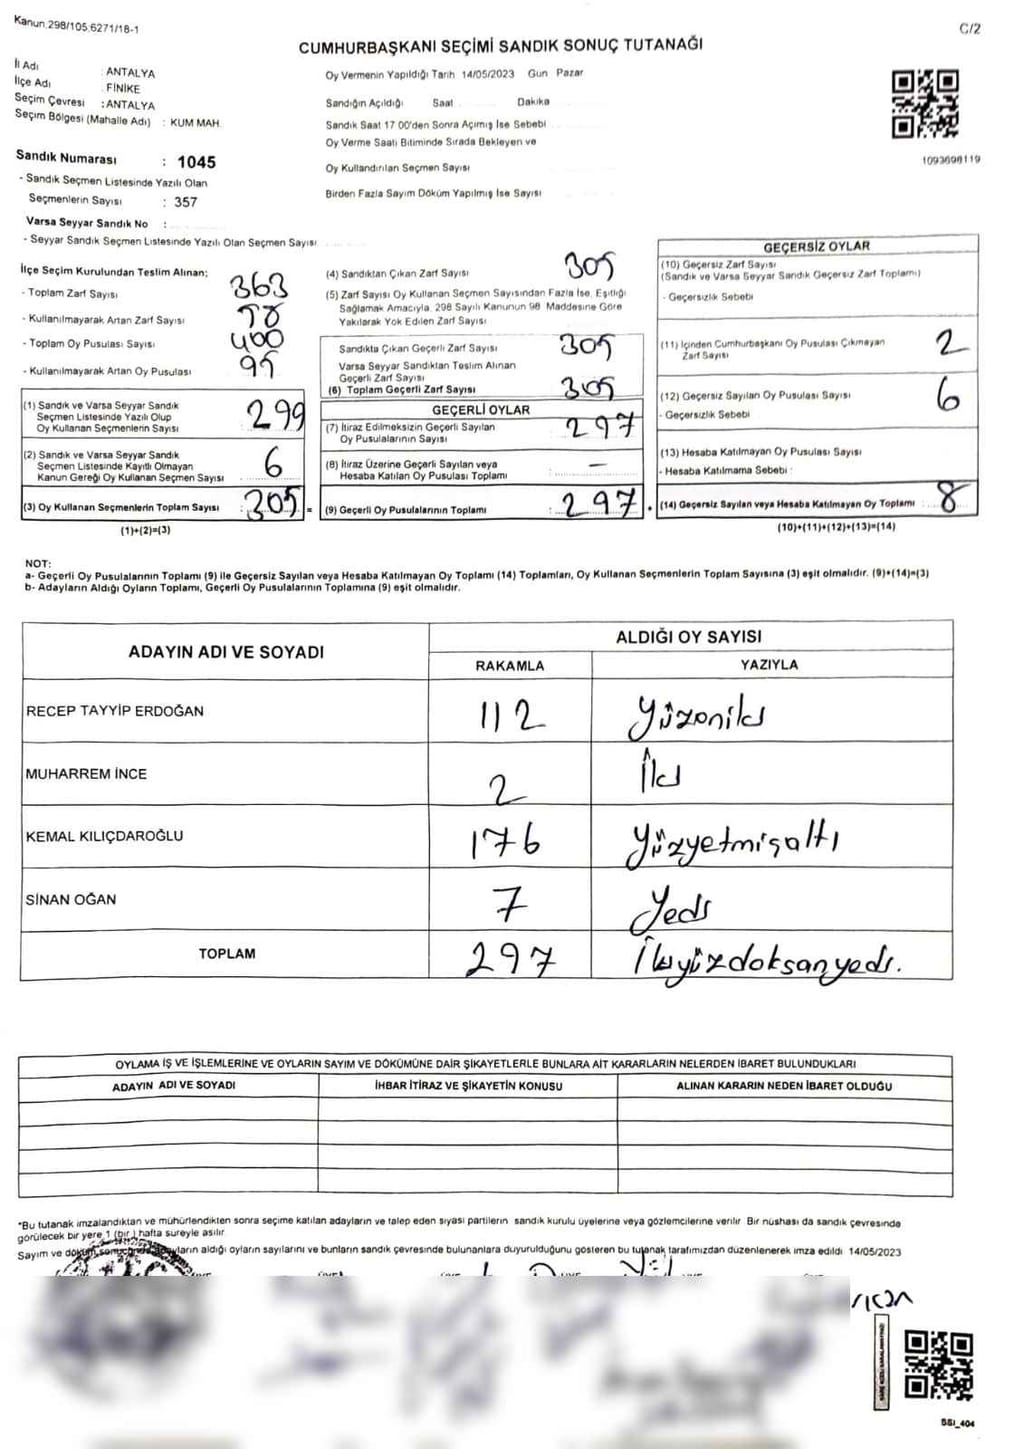 Kanun.298/105,6271/18-1
C/2
CUMHURBAŞKANI SEÇİMİ SANDIK SONUÇ TUTANAĞI
İl Adı : ANTALYA
İlçe Adı : FİNİKE
Seçim Çevresi : ANTALYA
Seçim Bölgesi (Mahalle Adı) : KUM MAH.
Sandık Numarası : 1045
- Sandık Seçmen Listesinde Yazılı Olan
Seçmenlerin Sayısı : 357
Varsa Seyyar Sandık No :
- Seyyar Sandık Seçmen Listesinde Yazılı Olan Seçmen Sayısı
Oy Vermenin Yapıldığı Tarih 14/05/2023 Gün Pazar
Sandığın Açıldığı Saat Dakika
Sandık Saat 17 00'den Sonra Açımış İse Sebebi
Oy Verme Saati Bitiminde Sırada Bekleyen ve
Oy Kullandırılan Seçmen Sayısı
Birden Fazla Sayım Döküm Yapılmış İse Sayısı
1093698119
İlçe Seçim Kurulundan Teslim Alınan;
- Toplam Zarf Sayısı 363
- Kullanılmayarak Artan Zarf Sayısı
- Toplam Oy Pusulası Sayısı 400
- Kullanılmayarak Artan Oy Pusulası 95
(1) Sandık ve Varsa Seyyar Sandık
Seçmen Listesinde Yazılı Olup
Oy Kullanan Seçmenlerin Sayısı 299
(2) Sandık ve Varsa Seyyar Sandık
Seçmen Listesinde Kayıtlı Olmayan
Kanun Gereği Oy Kullanan Seçmen Sayısı 6
(3) Oy Kullanan Seçmenlerin Toplam Sayısı : 305 =
(1)+(2)=(3)
(4) Sandıktan Çıkan Zarf Sayısı 305
(5) Zarf Sayısı Oy Kullanan Seçmen Sayısından Fazla İse, Eşitliği
Sağlamak Amacıyla, 298 Sayılı Kanunun 98. Maddesine Göre
Yakılarak Yok Edilen Zarf Sayısı
Sandıkta Çıkan Geçerli Zarf Sayısı 305
Varsa Seyyar Sandıktan Teslim Alınan
Geçerli Zarf Sayısı
(6) Toplam Geçerli Zarf Sayısı 305
GEÇERLİ OYLAR
(7) İtiraz Edilmeksizin Geçerli Sayılan
Oy Pusulalarının Sayısı 297
(8) İtiraz Üzerine Geçerli Sayılan veya
Hesaba Katılan Oy Pusulası Toplamı : —
(9) Geçerli Oy Pusulalarının Toplamı : 297 +
GEÇERSİZ OYLAR
(10) Geçersiz Zarf Sayısı
(Sandık ve Varsa Seyyar Sandık Geçersiz Zarf Toplamı)
- Geçersizlik Sebebi
(11) İçinden Cumhurbaşkanı Oy Pusulası Çıkmayan
Zarf Sayısı 2
(12) Geçersiz Sayılan Oy Pusulası Sayısı 6
- Geçersizlik Sebebi
(13) Hesaba Katılmayan Oy Pusulası Sayısı
- Hesaba Katılmama Sebebi :
(14) Geçersiz Sayılan veya Hesaba Katılmayan Oy Toplamı 8
(10)+(11)+(12)+(13)=(14)
NOT:
a- Geçerli Oy Pusulalarının Toplamı (9) ile Geçersiz Sayılan veya Hesaba Katılmayan Oy Toplamı (14) Toplamları, Oy Kullanan Seçmenlerin Toplam Sayısına (3) eşit olmalıdır. (9)+(14)=(3)
b- Adayların Aldığı Oyların Toplamı, Geçerli Oy Pusulalarının Toplamına (9) eşit olmalıdır.
ADAYIN ADI VE SOYADI ALDIĞI OY SAYISI
RAKAMLA YAZIYLA
RECEP TAYYİP ERDOĞAN 112 Yüzoniki
MUHARREM İNCE 2 İki
KEMAL KILIÇDAROĞLU 176 Yüzyetmişaltı
SİNAN OĞAN 7 Yedi
TOPLAM 297 İkiyüzdoksanyedi.
OYLAMA İŞ VE İŞLEMLERİNE VE OYLARIN SAYIM VE DÖKÜMÜNE DAİR ŞİKAYETLERLE BUNLARA AİT KARARLARIN NELERDEN İBARET BULUNDUKLARI
ADAYIN ADI VE SOYADI İHBAR İTİRAZ VE ŞİKAYETİN KONUSU ALINAN KARARIN NEDEN İBARET OLDUĞU
*Bu tutanak imzalandıktan ve mühürlendikten sonra seçime katılan adayların ve talep eden siyasi partilerin sandık kurulu üyelerine veya gözlemcilerine verilir. Bir nüshası da sandık çevresinde
görülecek bir yere 1 (bir ) hafta süreyle asılır.
Sayım ve döküm sonucunda adayların aldığı oyların sayılarını ve bunların sandık çevresinde bulunanlara duyurulduğunu gösteren bu tutanak tarafımızdan düzenlenerek imza edildi 14/05/2023
SSI_404